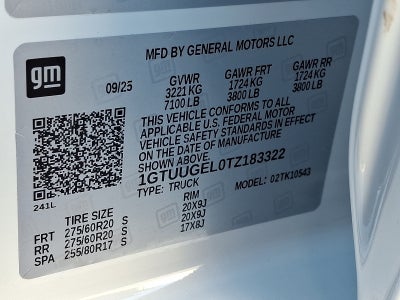 gm
MFD BY GENERAL MOTORS LLC
09/25 GVWR GAWR FRT GAWR RR
3221 KG 1724 KG 1724 KG
7100 LB 3800 LB 3800 LB
THIS VEHICLE CONFORMS TO ALL
APPLICABLE U.S. FEDERAL MOTOR
VEHICLE SAFETY STANDARDS IN EFFECT
ON THE DATE OF MANUFACTURE SHOWN ABOVE.
1GTUUGEL0TZ183322
TYPE: TRUCK MODEL: 02TK10543
241L
TIRE SIZE RIM
FRT 275/60R20 S 20X9J
RR 275/60R20 S 20X9J
SPA 255/80R17 S 17X8J